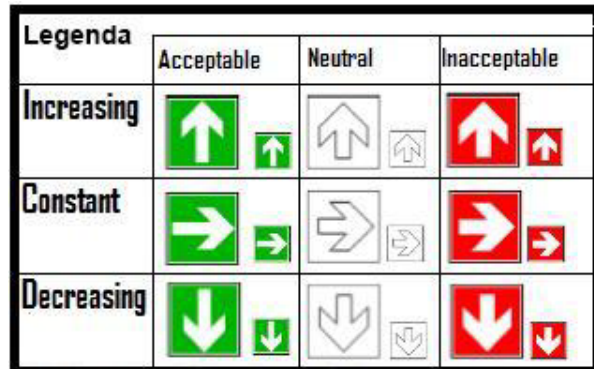 Legenda
Acceptable Neutral Inacceptable
Increasing
Constant
Decreasing